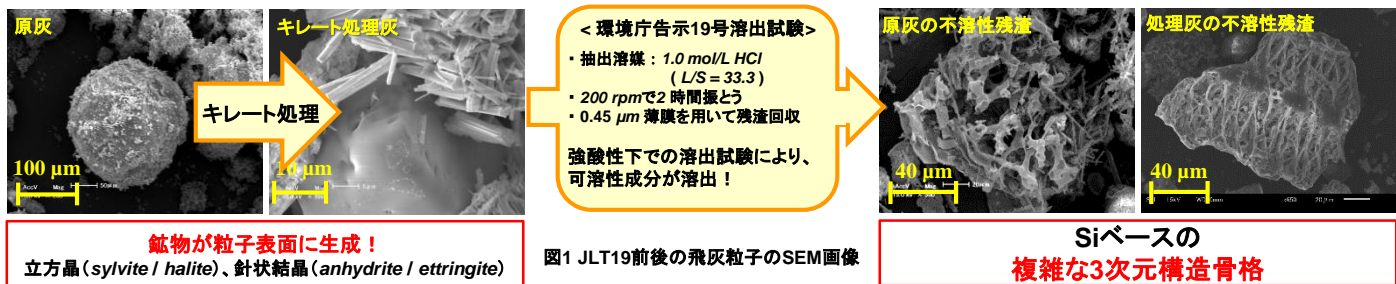 原灰
100 µm
キレート処理灰
キレート処理
鉱物が粒子表面に生成！
立方晶（sylvite / halite）、針状結晶（anhydrite / ettringite）
< 環境庁告示19号溶出試験>
・ 抽出溶媒 ： 1.0 mol/L HCl
( L/S = 33.3 )
・ 200 rpmで2 時間振とう
・ 0.45 µm 薄膜を用いて残渣回収
強酸性下での溶出試験により、
可溶性成分が溶出！
図1 JLT19前後の飛灰粒子のSEM画像
原灰の不溶性残渣
40 µm
処理灰の不溶性残渣
40 µm
Siベースの
複雑な3次元構造骨格